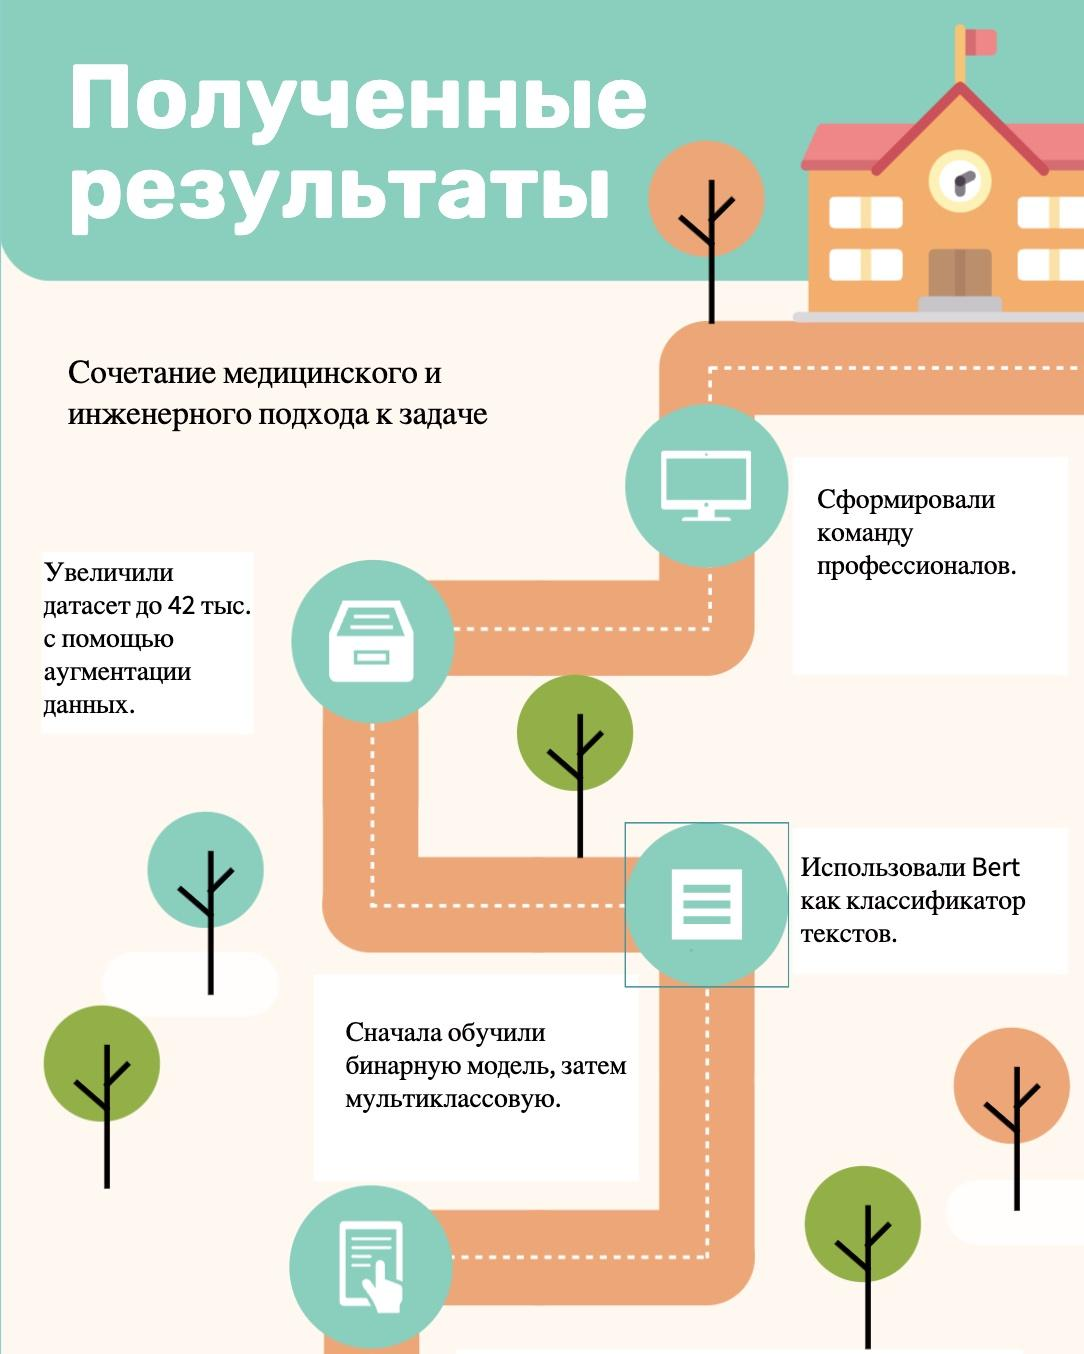 Полученные
результаты
Сочетание медицинского и
инженерного подхода к задаче
Сформировали
команду
профессионалов.
Увеличили
датасет до 42 тыс.
с помощью
аугментации
данных.
Использовали Bert
как классификатор
текстов.
Сначала обучили
бинарную модель, затем
мультиклассовую.